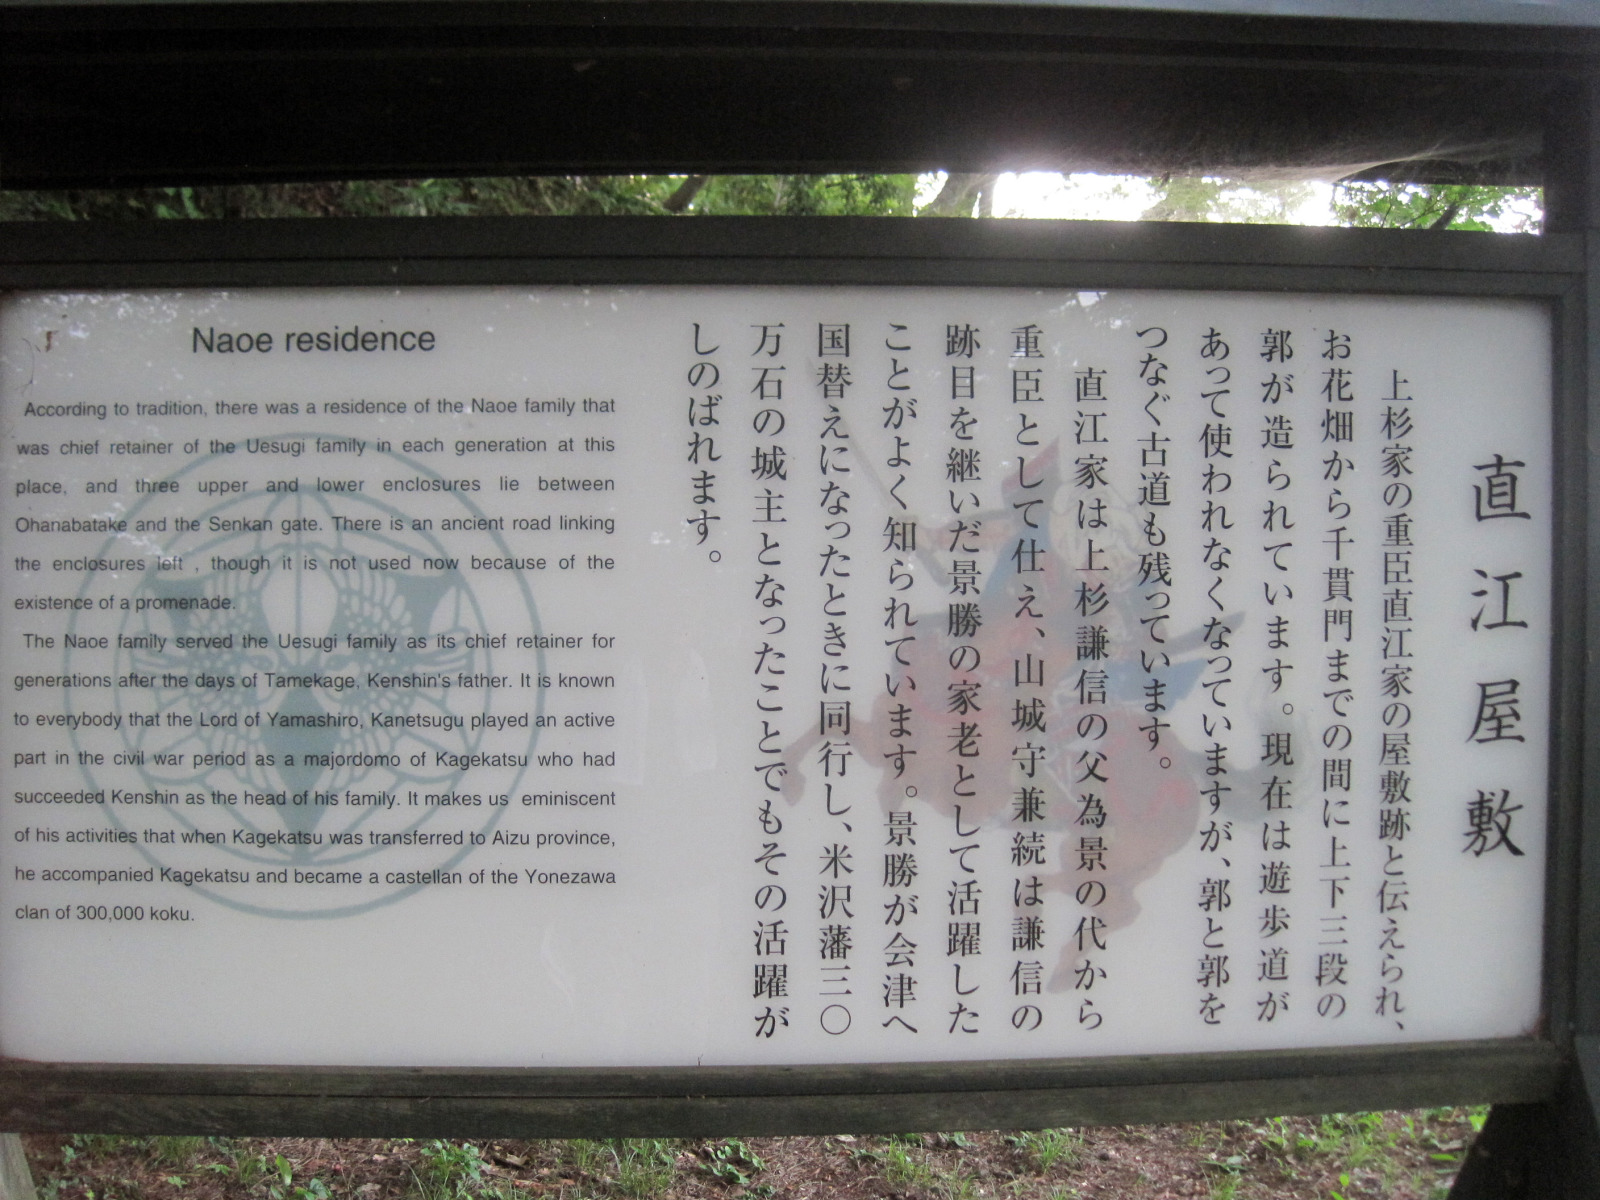 直江屋敷
上杉家の重臣直江家の屋敷跡と伝えられ、
お花畑から千貫門までの間に上下三段の
郭が造られています。現在は遊歩道が
あって使われなくなっていますが、郭と郭を
つなぐ古道も残っています。
直江家は上杉謙信の父為景の代から
重臣として仕え、山城守兼続は謙信の
跡目を継いだ景勝の家老として活躍した
ことがよく知られています。景勝が会津へ
国替えになったときに同行し、米沢藩三〇
万石の城主となったことでもその活躍が
しのばれます。
Naoe residence
According to tradition, there was a residence of the Naoe family that
was chief retainer of the Uesugi family in each generation at this
place, and three upper and lower enclosures lie between
Ohanabatake and the Senkan gate. There is an ancient road linking
the enclosures left , though it is not used now because of the
existence of a promenade.
The Naoe family served the Uesugi family as its chief retainer for
generations after the days of Tamekage, Kenshin's father. It is known
to everybody that the Lord of Yamashiro, Kanetsugu played an active
part in the civil war period as a majordomo of Kagekatsu who had
succeeded Kenshin as the head of his family. It makes us eminiscent
of his activities that when Kagekatsu was transferred to Aizu province,
he accompanied Kagekatsu and became a castellan of the Yonezawa
clan of 300,000 koku.